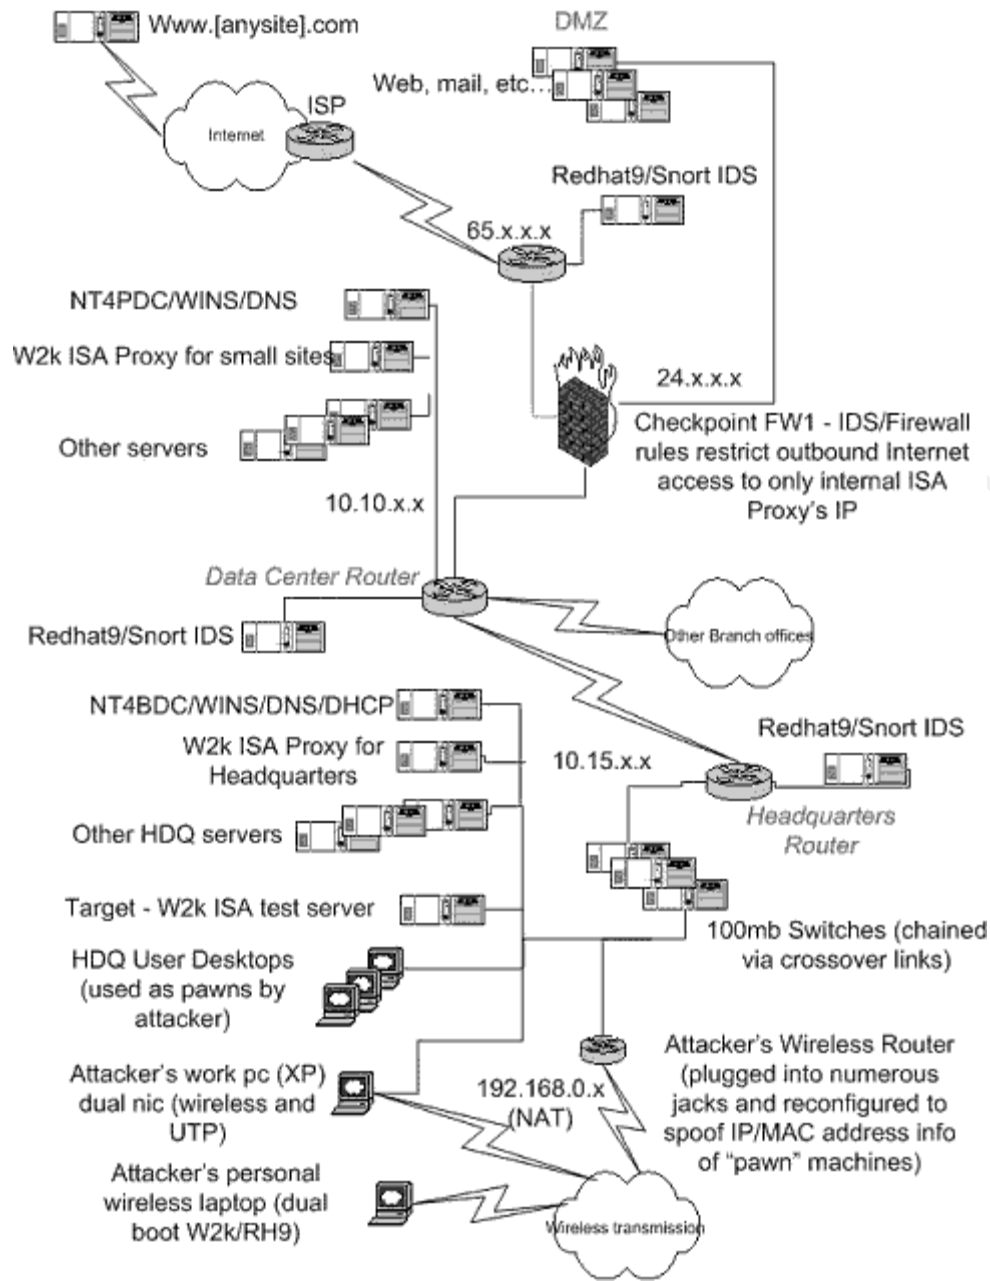 Www.[anysite].com
DMZ
Web, mail, etc...
ISP
Internet
Redhat9/Snort IDS
65.x.x.x
NT4PDC/WINS/DNS
W2k ISA Proxy for small sites
24.x.x.x
Checkpoint FW1 - IDS/Firewall
rules restrict outbound Internet
access to only internal ISA
Proxy's IP
Other servers
10.10.x.x
Data Center Router
Redhat9/Snort IDS
Other Branch offices
NT4BDC/WINS/DNS/DHCP
W2k ISA Proxy for
Headquarters
10.15.x.x
Redhat9/Snort IDS
Headquarters
Router
Other HDQ servers
Target - W2k ISA test server
100mb Switches (chained
via crossover links)
HDQ User Desktops
(used as pawns by
attacker)
Attacker's work pc (XP)
dual nic (wireless and
UTP)
192.168.0.x
(NAT)
Attacker's Wireless Router
(plugged into numerous
jacks and reconfigured to
spoof IP/MAC address info
of "pawn" machines)
Attacker's personal
wireless laptop (dual
boot W2k/RH9)
Wireless transmission